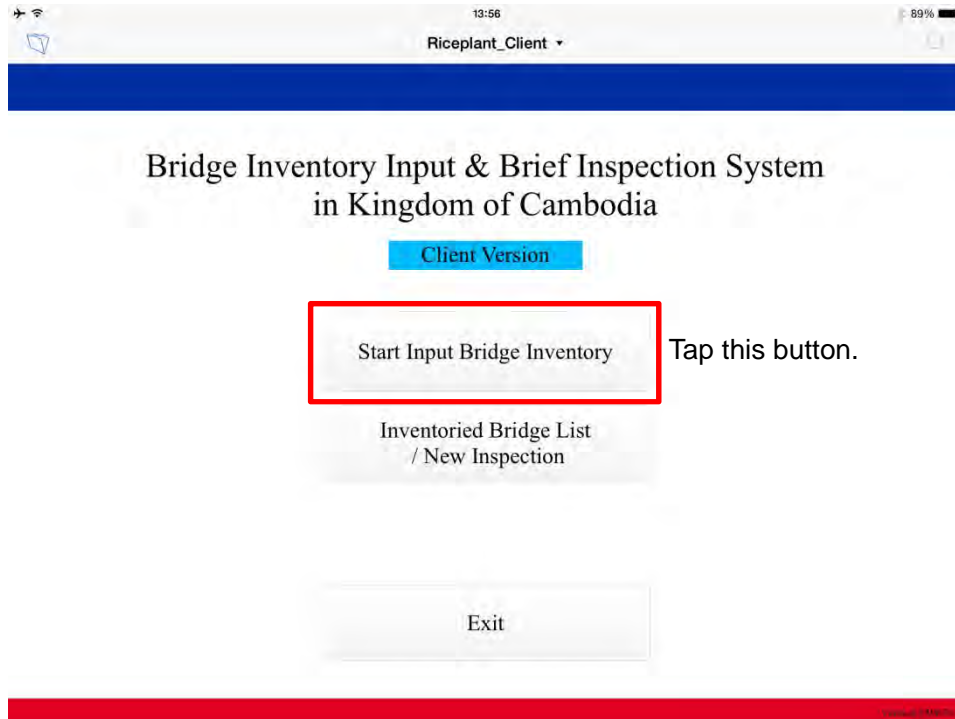 13:56
89%
Riceplant_Client
Bridge Inventory Input & Brief Inspection System
in Kingdom of Cambodia
Client Version
Start Input Bridge Inventory
Tap this button.
Inventoried Bridge List
/ New Inspection
Exit